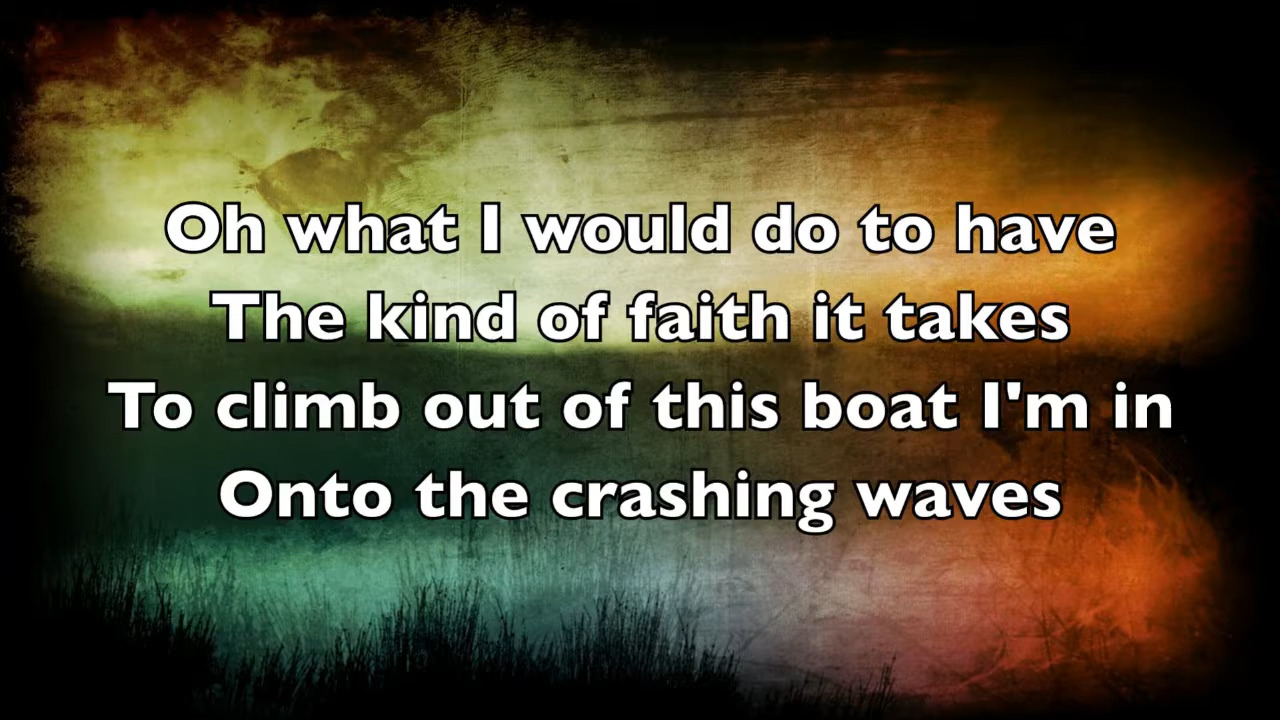 Oh what I would do to have
The kind of faith it takes
To climb out of this boat I'm in
Onto the crashing waves